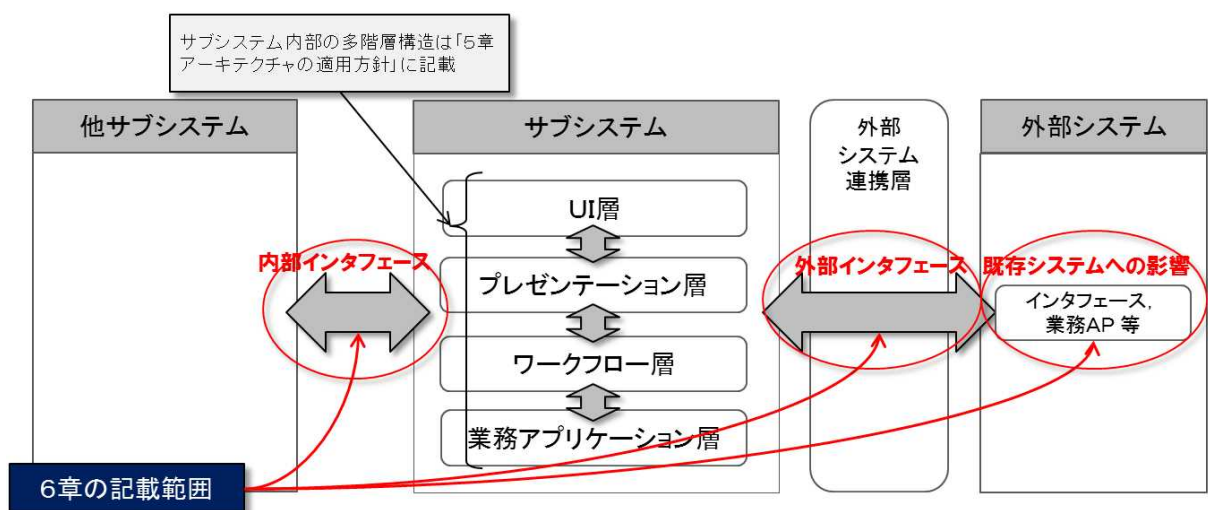 サブシステム内部の多階層構造は「5章
アーキテクチャの適用方針」に記載
他サブシステム
サブシステム
外部
システム
連携層
外部システム
UI層
内部インタフェース
プレゼンテーション層
外部インタフェース
既存システムへの影響
インタフェース,
業務AP 等
ワークフロー層
業務アプリケーション層
6章の記載範囲